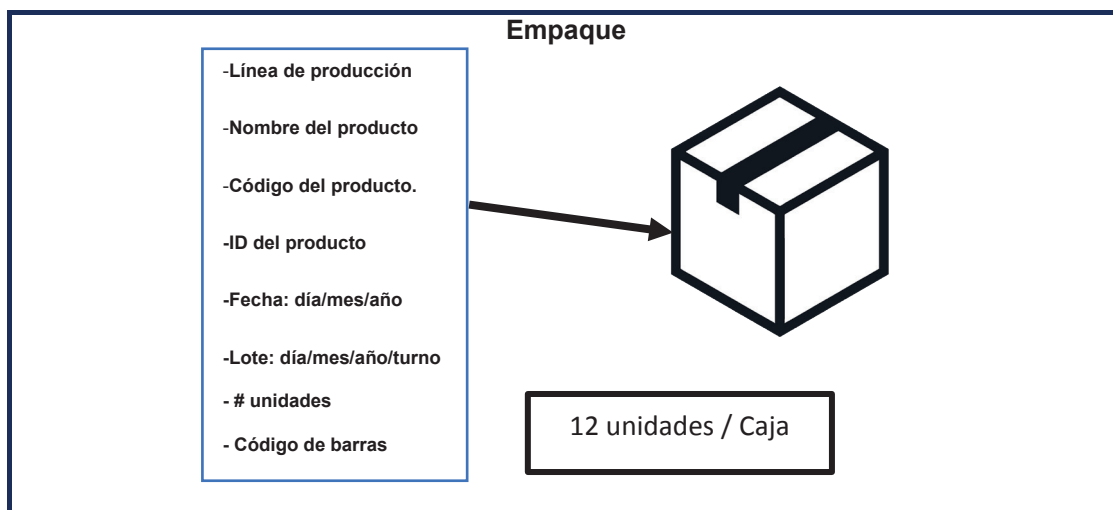 Empaque
-Línea de producción
-Nombre del producto
-Código del producto.
-ID del producto
-Fecha: día/mes/año
-Lote: día/mes/año/turno
- # unidades
- Código de barras
12 unidades / Caja